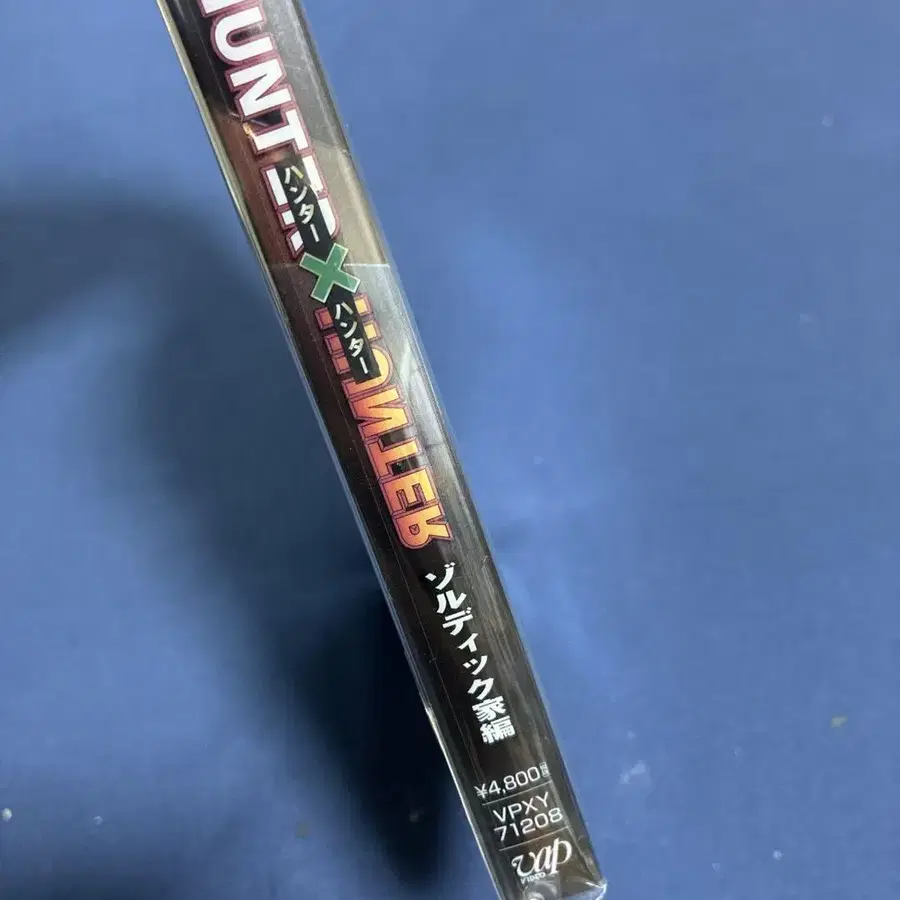 HUNTER
ハンター
×
ハンター
HUNTER
ゾルディック家編
¥4,800
VPXY
71208
vap
VIDEO